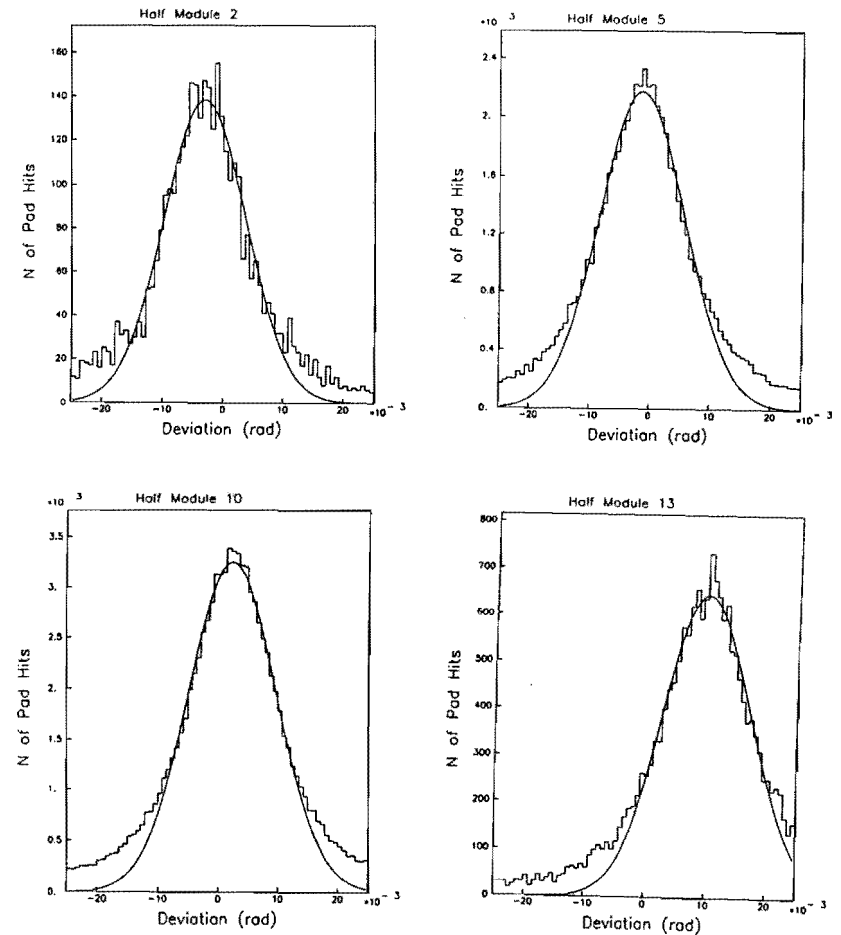 Half Module 2
160
140
120
100
80
60
40
20
0
N of Pad Hits
-20 -10 0 10 20
*10 - 3
Deviation (rad)
*10 3
Half Module 5
2.4
2.
1.6
1.2
0.8
0.4
0.
N of Pad Hits
-20 -10 0 10 20
*10 - 3
Deviation (rad)
*10 3
Half Module 10
3.5
3.
2.5
2.
1.5
1.
0.5
0.
N of Pad Hits
-20 -10 0 10 20
*10 - 3
Deviation (rad)
Half Module 13
800
700
600
500
400
300
200
100
0
N of Pad Hits
-20 -10 0 10 20
*10 - 3
Deviation (rad)